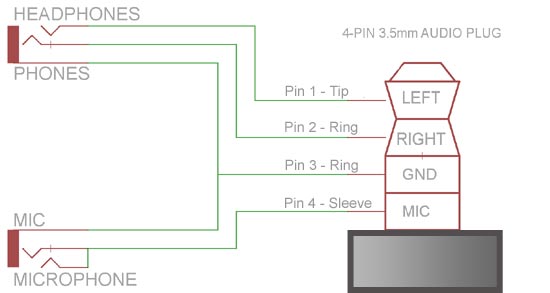 HEADPHONES
4-PIN 3.5mm AUDIO PLUG
PHONES
Pin 1 - Tip
LEFT
Pin 2 - Ring
RIGHT
Pin 3 - Ring
GND
Pin 4 - Sleeve
MIC
MIC
MICROPHONE